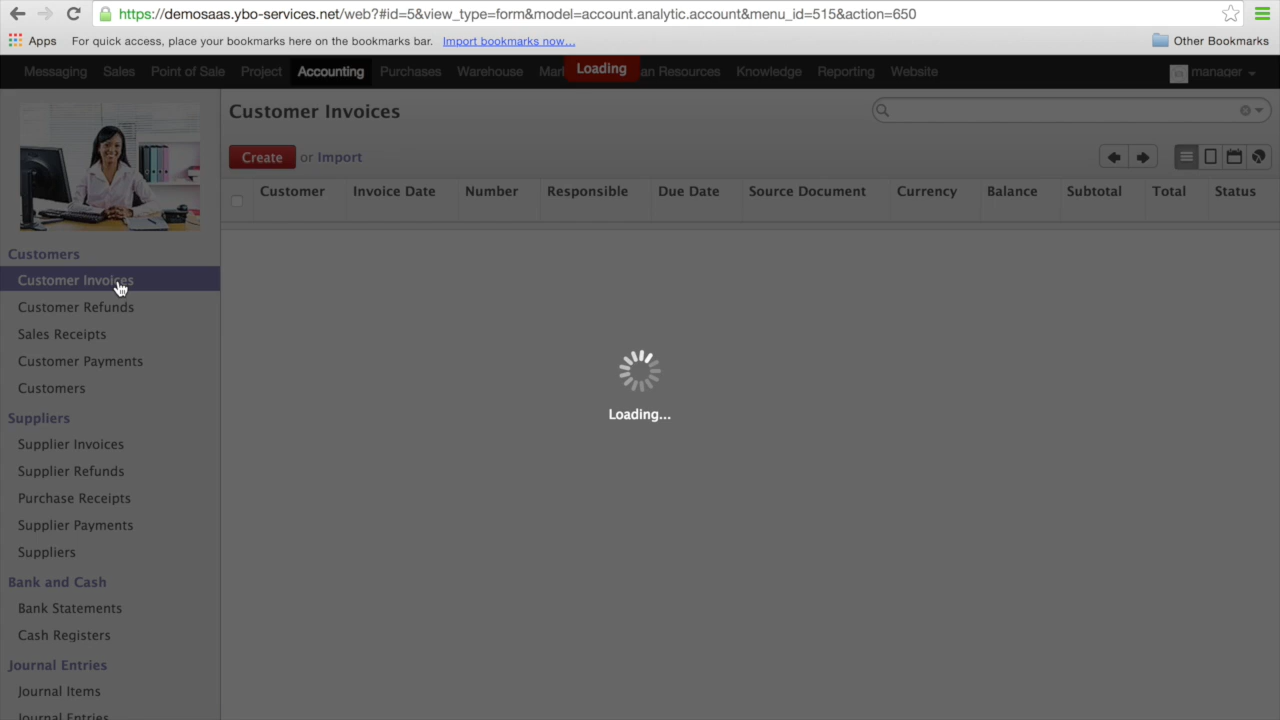 https://demosaas.ybo-services.net/web?#id=5&view_type=form&model=account.analytic.account&menu_id=515&action=650
Apps For quick access, place your bookmarks here on the bookmarks bar. Import bookmarks now... Other Bookmarks
Messaging Sales Point of Sale Project Accounting Purchases Warehouse Mar Loading an Resources Knowledge Reporting Website manager
Customer Invoices
Create or Import
Customer Invoice Date Number Responsible Due Date Source Document Currency Balance Subtotal Total Status
Customers
Customer Invoices
Customer Refunds
Sales Receipts
Customer Payments
Customers
Suppliers
Supplier Invoices
Supplier Refunds
Purchase Receipts
Supplier Payments
Suppliers
Bank and Cash
Bank Statements
Cash Registers
Journal Entries
Journal Items
Journal Entries
Loading...